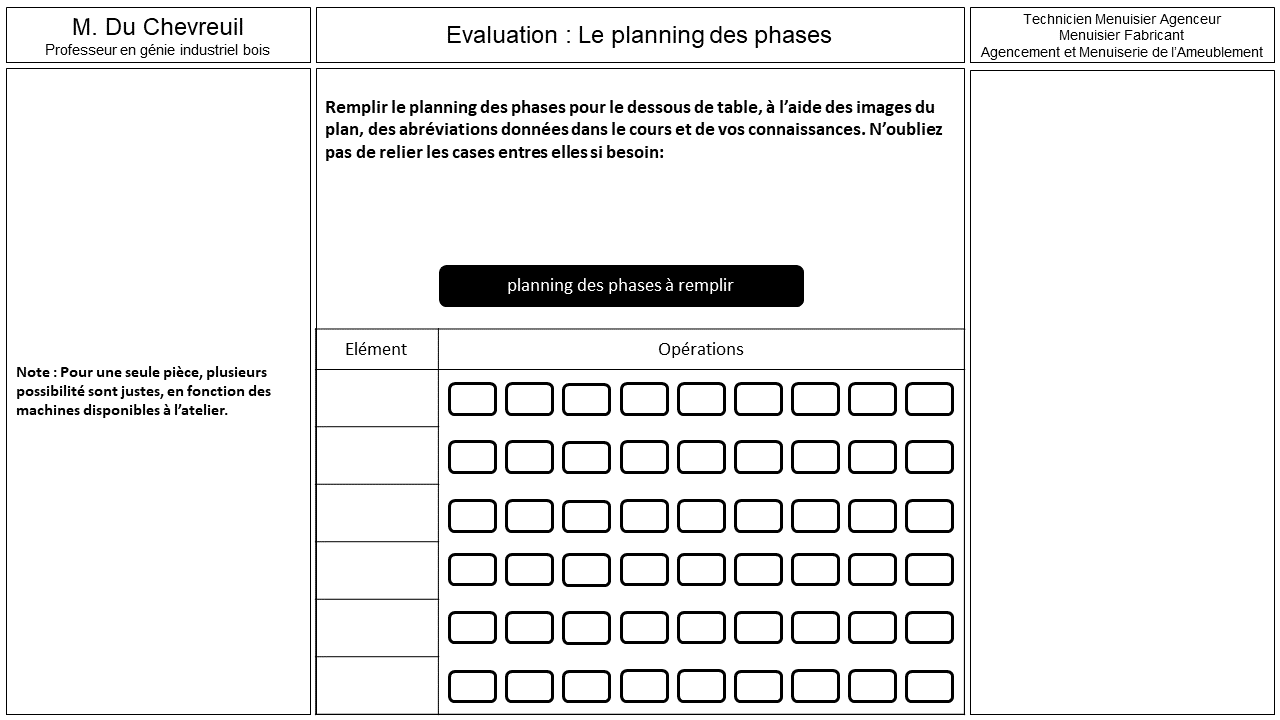 M. Du Chevreuil
Professeur en génie industriel bois
Evaluation : Le planning des phases
Technicien Menuisier Agenceur
Menuisier Fabricant
Agencement et Menuiserie de l’Ameublement
Remplir le planning des phases pour le dessous de table, à l’aide des images du
plan, des abréviations données dans le cours et de vos connaissances. N’oubliez
pas de relier les cases entres elles si besoin:
planning des phases à remplir
Elément
Opérations
Note : Pour une seule pièce, plusieurs
possibilité sont justes, en fonction des
machines disponibles à l’atelier.